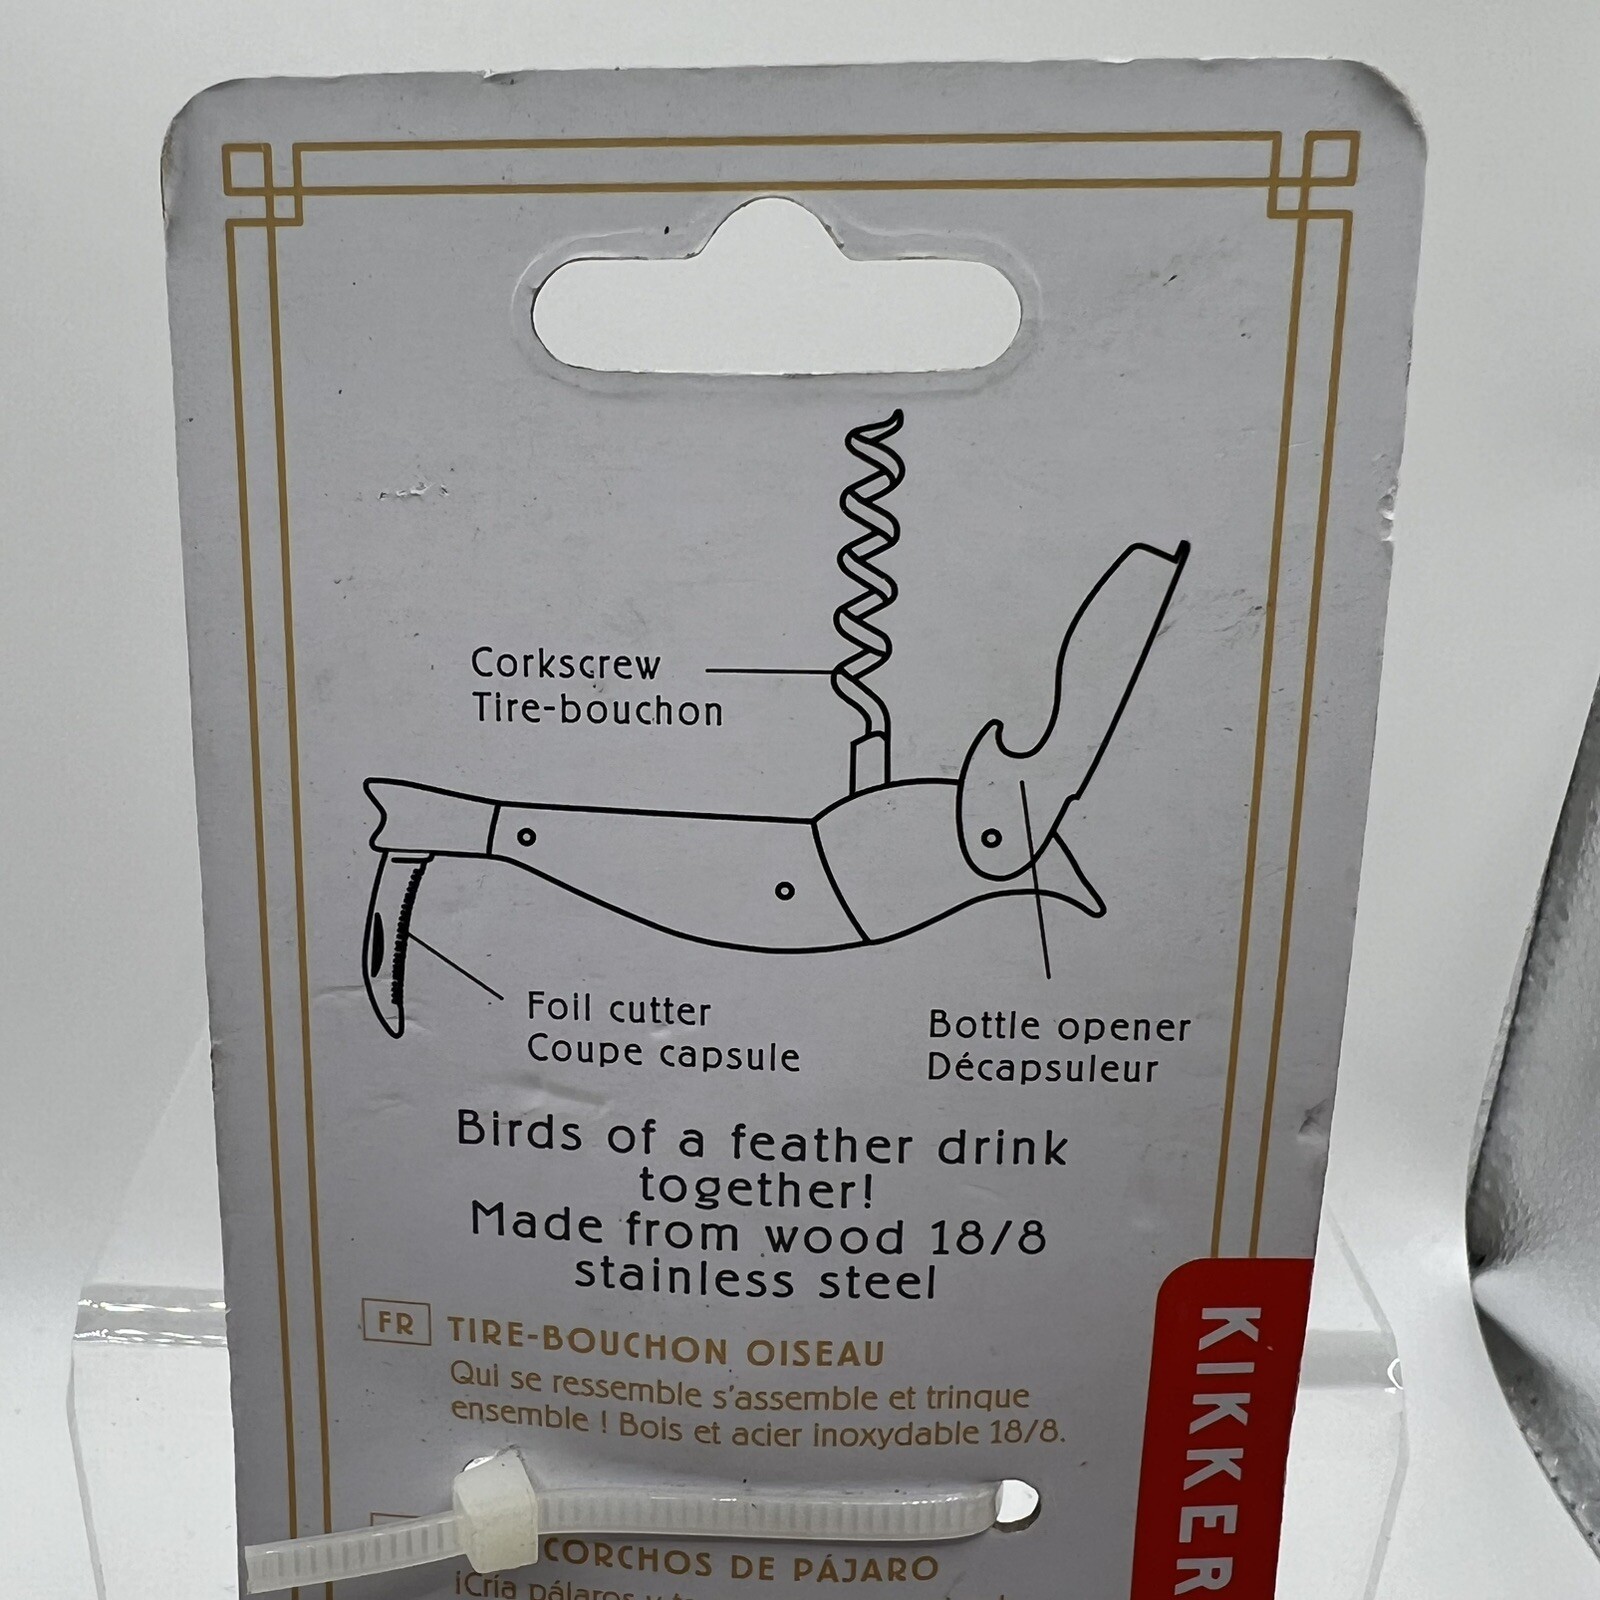 Corkscrew
Tire-bouchon
Foil cutter
Coupe capsule
Bottle opener
Décapsuleur
Birds of a feather drink
together!
Made from wood 18/8
stainless steel
FR TIRE-BOUCHON OISEAU
Qui se ressemble s'assemble et trinque
ensemble ! Bois et acier inoxydable 18/8.
CORCHOS DE PÁJARO
¡Cría
KIKKER